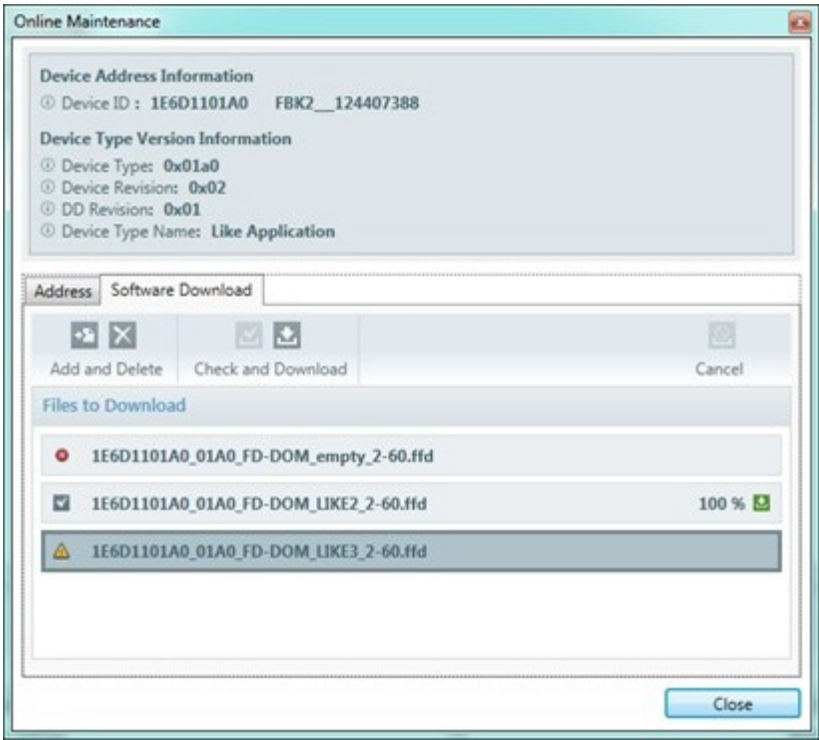 Online Maintenance
Device Address Information
Device ID : 1E6D1101A0 FBK2__124407388
Device Type Version Information
Device Type: 0x01a0
Device Revision: 0x02
DD Revision: 0x01
Device Type Name: Like Application
Address Software Download
Add and Delete Check and Download Cancel
Files to Download
1E6D1101A0_01A0_FD-DOM_empty_2-60.ffd
1E6D1101A0_01A0_FD-DOM_LIKE2_2-60.ffd 100 %
1E6D1101A0_01A0_FD-DOM_LIKE3_2-60.ffd
Close